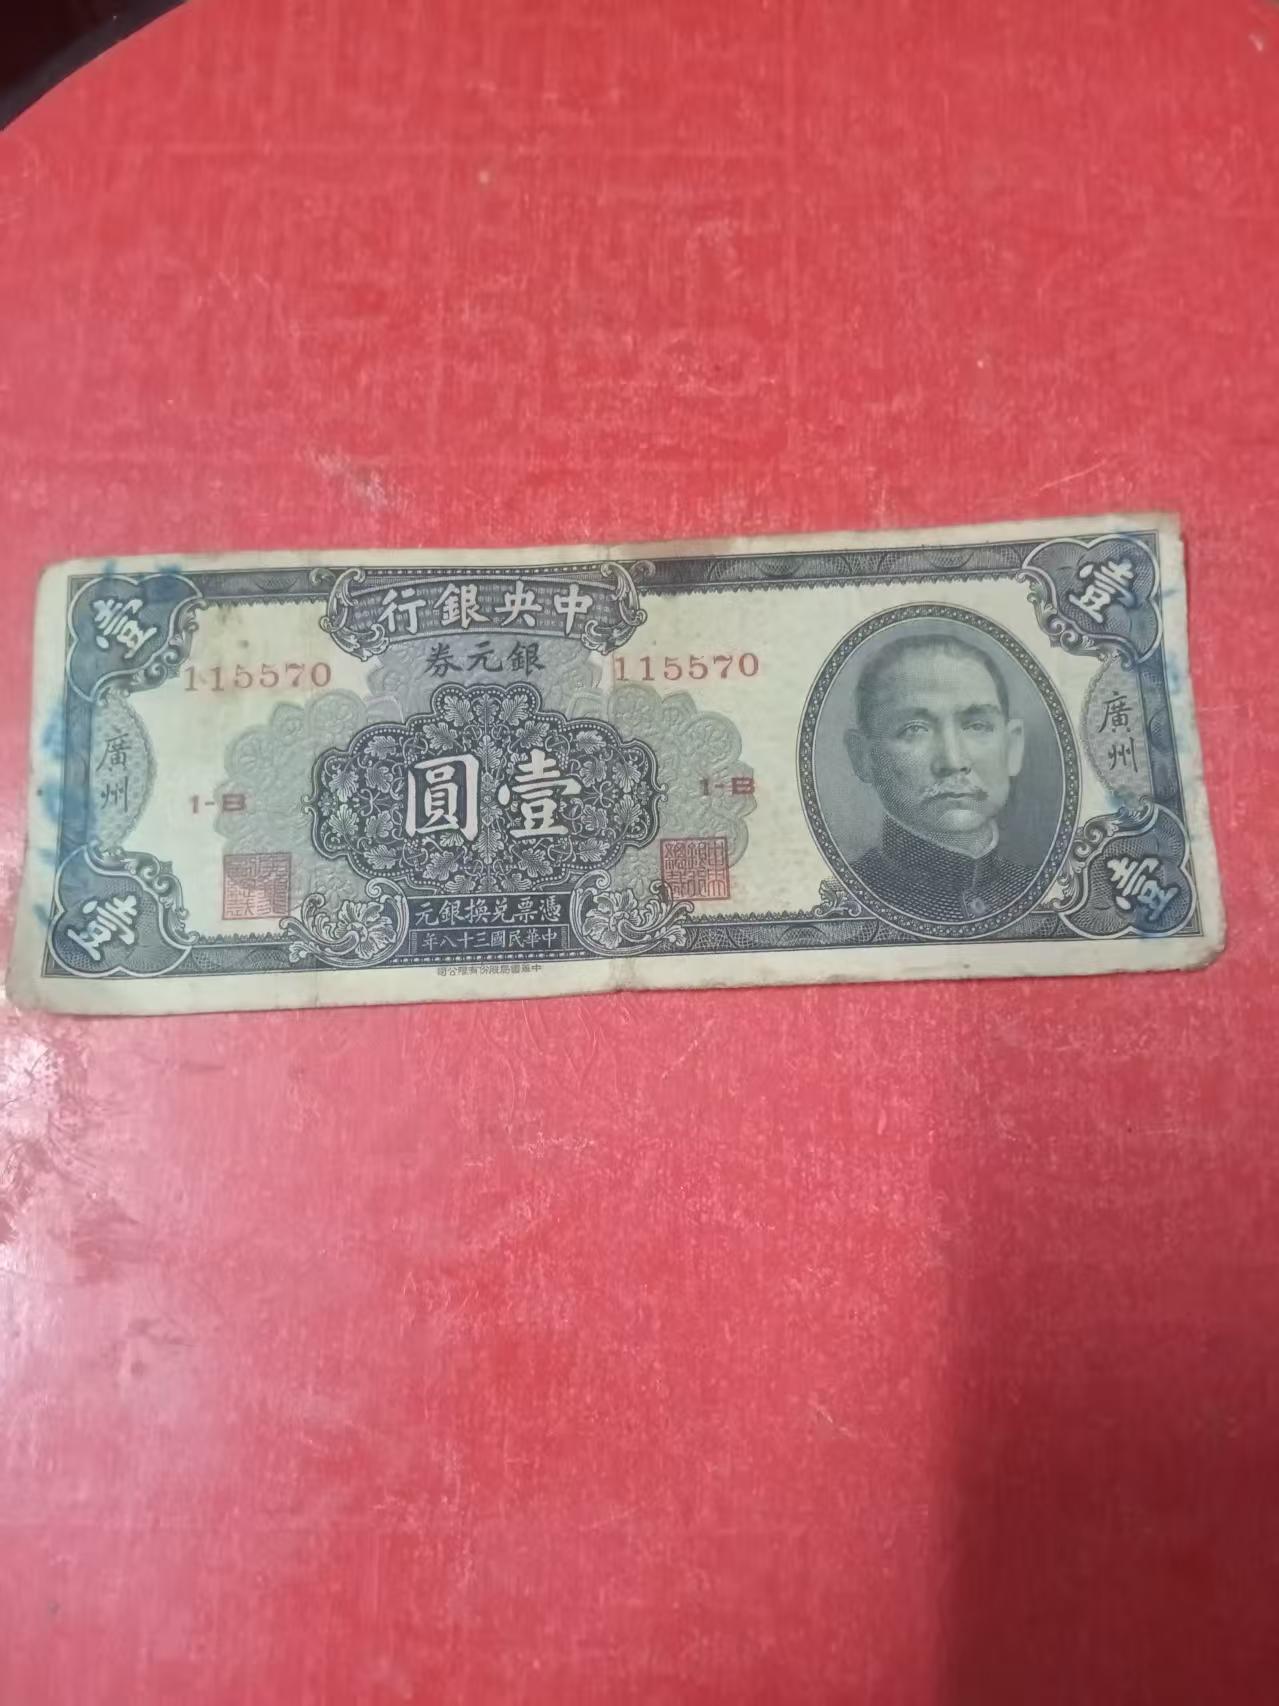 中央銀行
銀元券
壹
壹
115570
115570
廣州
廣州
壹圓
1-B
1-B
憑票兌換銀元
中華民國三十八年
壹
壹